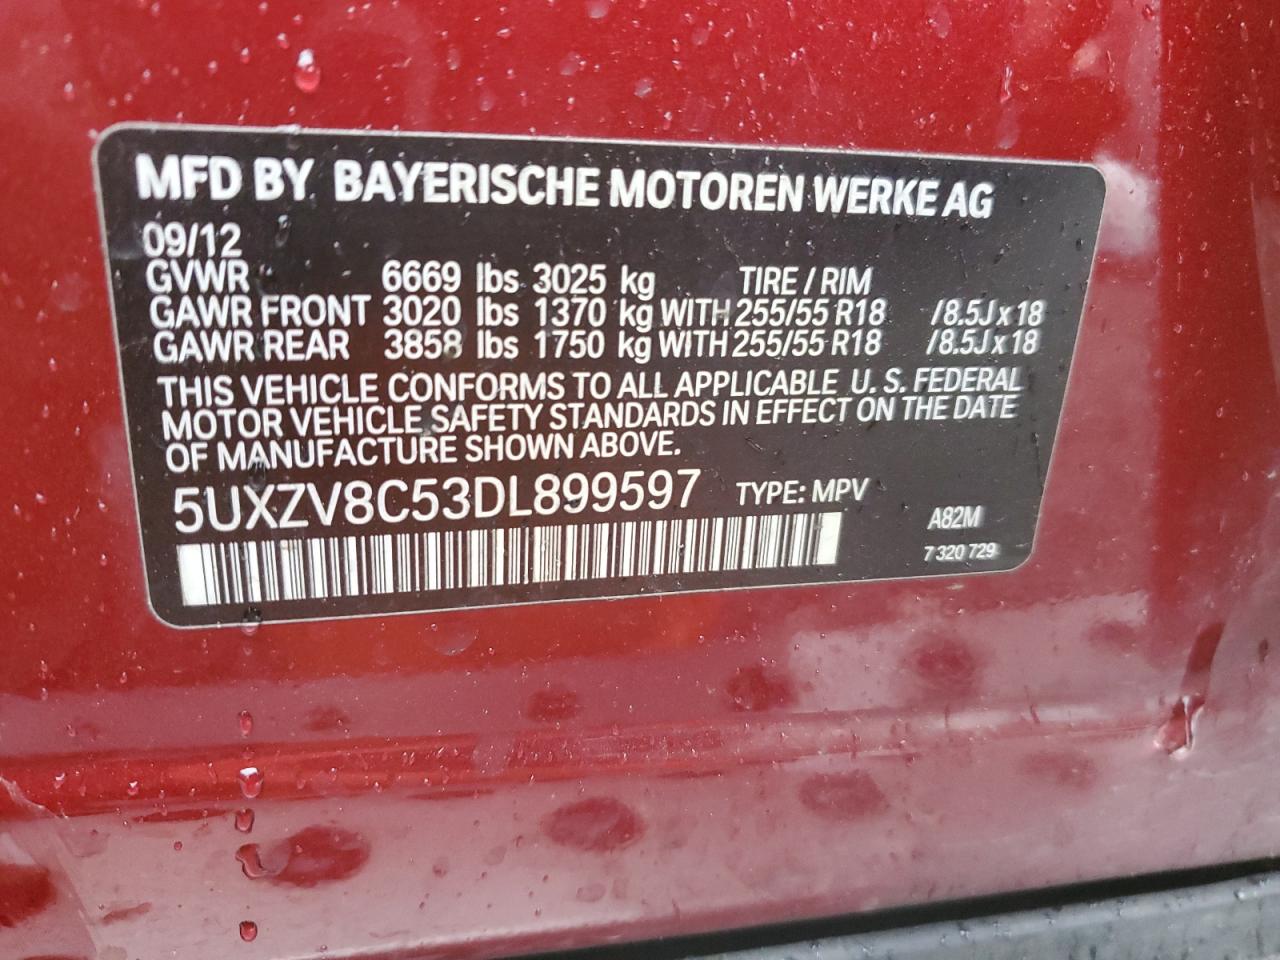 MFD BY BAYERISCHE MOTOREN WERKE AG
09/12
GVWR 6669 lbs 3025 kg TIRE / RIM
GAWR FRONT 3020 lbs 1370 kg WITH 255/55 R18 /8.5J x 18
GAWR REAR 3858 lbs 1750 kg WITH 255/55 R18 /8.5J x 18
THIS VEHICLE CONFORMS TO ALL APPLICABLE U. S. FEDERAL
MOTOR VEHICLE SAFETY STANDARDS IN EFFECT ON THE DATE
OF MANUFACTURE SHOWN ABOVE.
5UXZV8C53DL899597 TYPE: MPV
A82M
7 320 729